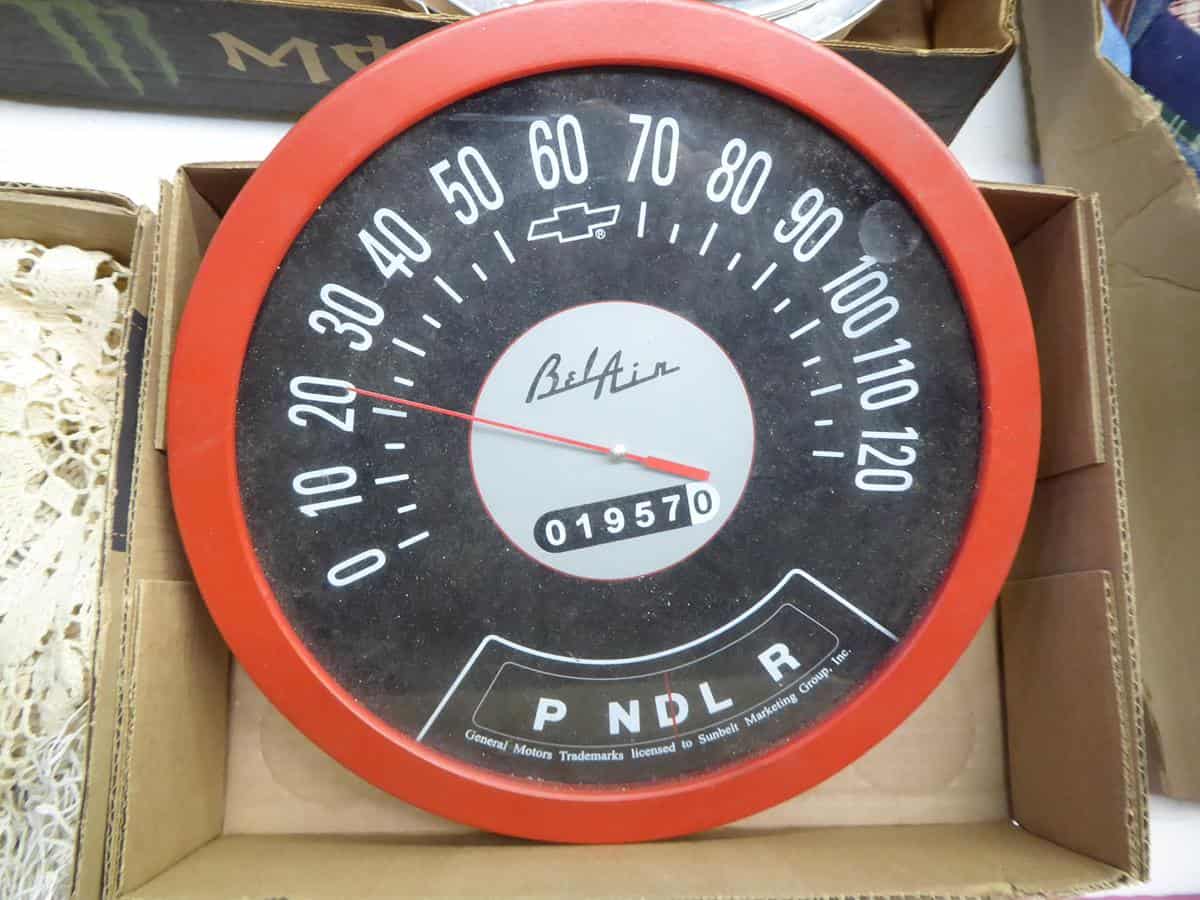 0 10 20 30 40 50 60 70 80 90 100 110 120
®
BelAir
019570
P NDL R
General Motors Trademarks licensed to Sunbelt Marketing Group, Inc.